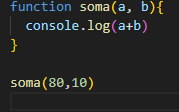 function soma(a, b){
  console.log(a+b)
}

soma(80,10)